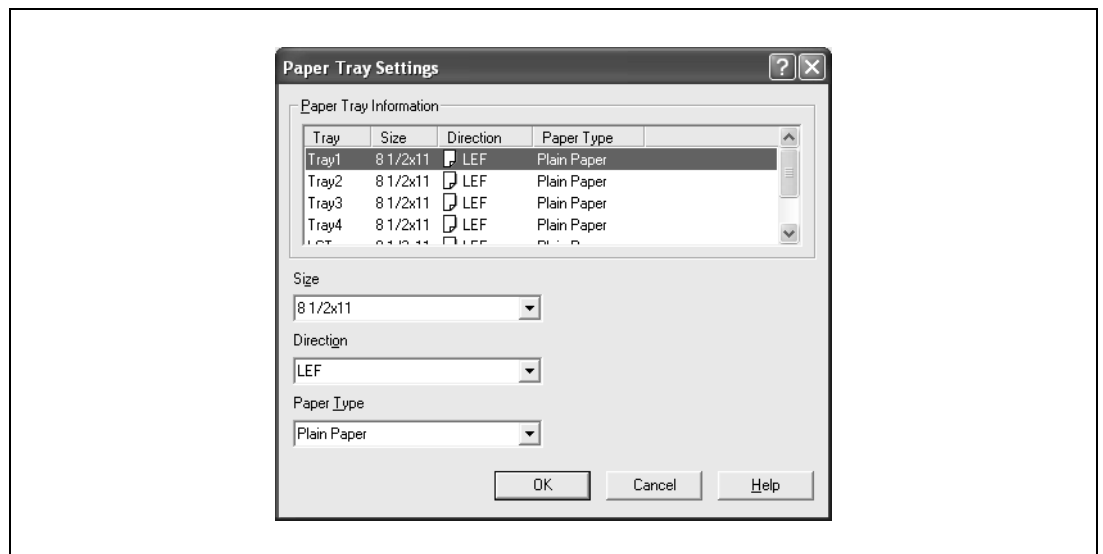 Paper Tray Settings
Paper Tray Information
Tray Size Direction Paper Type
Tray1 8 1/2x11 LEF Plain Paper
Tray2 8 1/2x11 LEF Plain Paper
Tray3 8 1/2x11 LEF Plain Paper
Tray4 8 1/2x11 LEF Plain Paper
Size
8 1/2x11
Direction
LEF
Paper Type
Plain Paper
OK Cancel Help